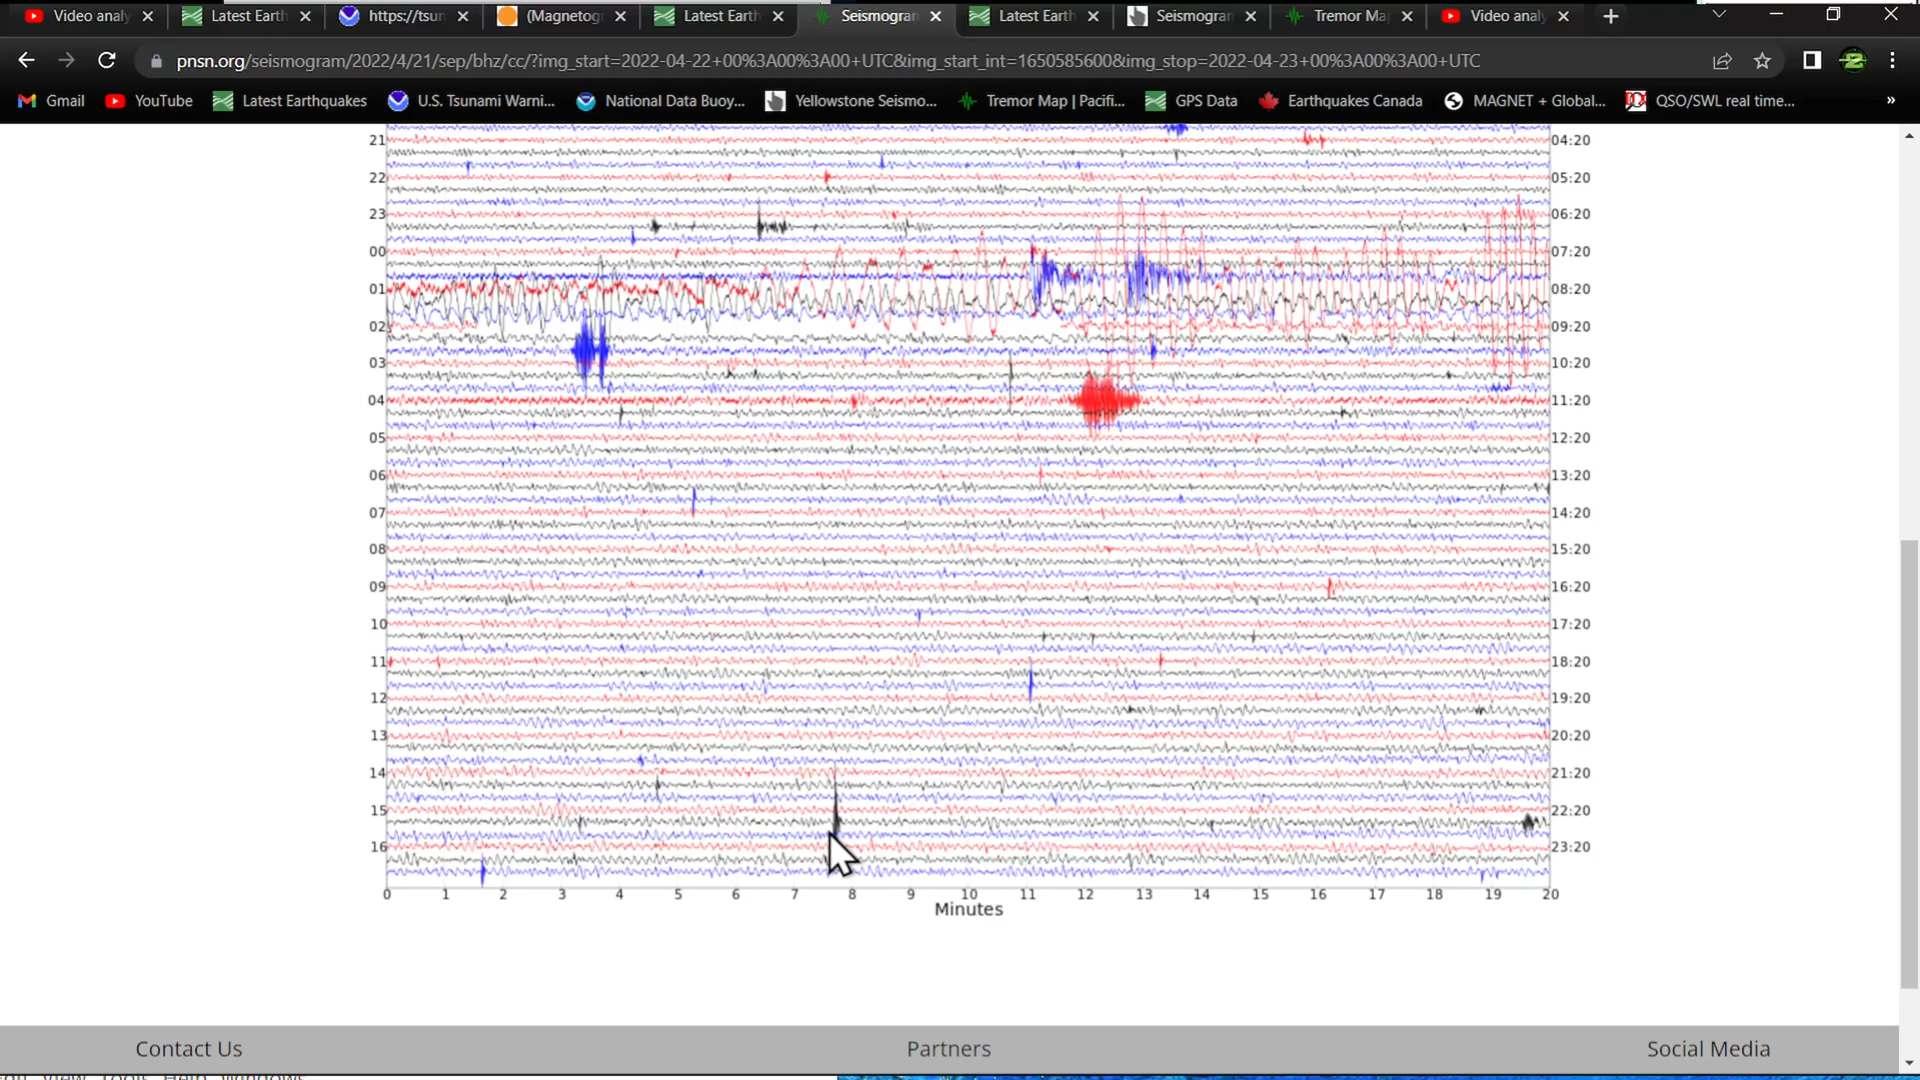 Video analy
Latest Earth
https://tsun
(Magnetog
Latest Earth
Seismogram
Latest Earth
Seismogram
Tremor Map
Video analy
pnsn.org/seismogram/2022/4/21/sep/bhz/cc/?img_start=2022-04-22+00%3A00%3A00+UTC&img_start_int=1650585600&img_stop=2022-04-23+00%3A00%3A00+UTC
Gmail
YouTube
Latest Earthquakes
U.S. Tsunami Warni...
National Data Buoy...
Yellowstone Seismo...
Tremor Map | Pacifi...
GPS Data
Earthquakes Canada
MAGNET + Global...
QSO/SWL real time...
»
21 04:20
22 05:20
23 06:20
00 07:20
01 08:20
02 09:20
03 10:20
04 11:20
05 12:20
06 13:20
07 14:20
08 15:20
09 16:20
10 17:20
11 18:20
12 19:20
13 20:20
14 21:20
15 22:20
16 23:20
0 1 2 3 4 5 6 7 8 9 10 11 12 13 14 15 16 17 18 19 20
Minutes
Contact Us
Partners
Social Media
Edit View Tools Help Windows